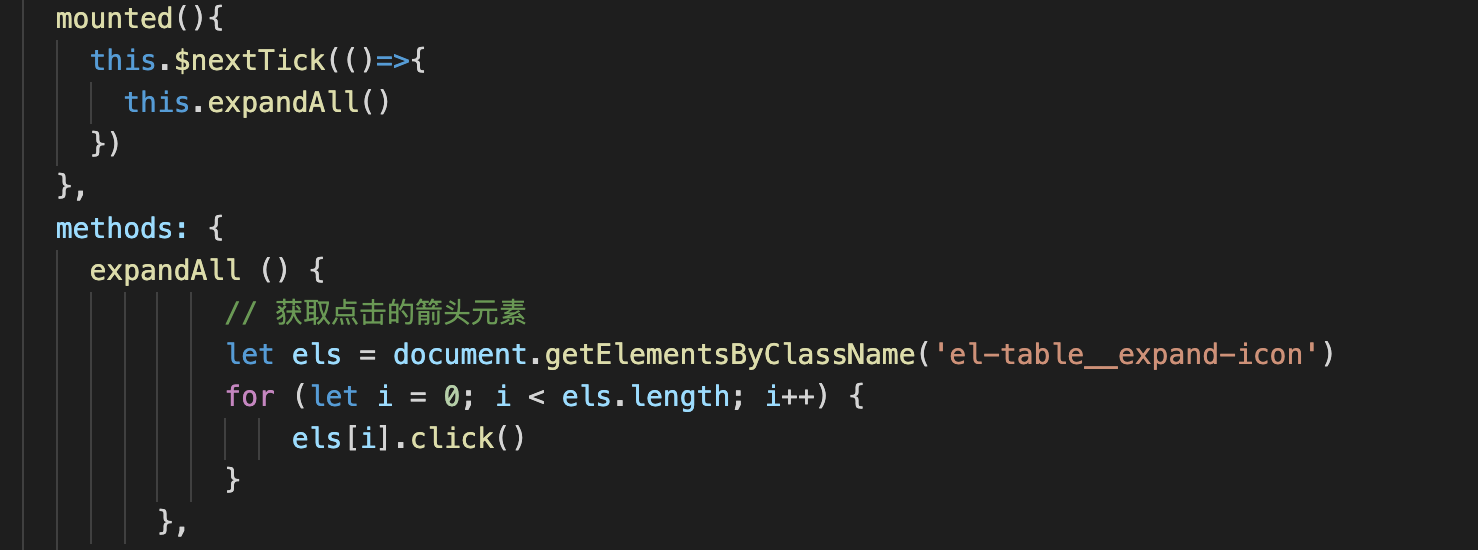 mounted(){
this.$nextTick(()=>{
this.expandAll()
})
},
methods: {
expandAll () {
// 获取点击的箭头元素
let els = document.getElementsByClassName('el-table__expand-icon')
for (let i = 0; i < els.length; i++) {
els[i].click()
}
},